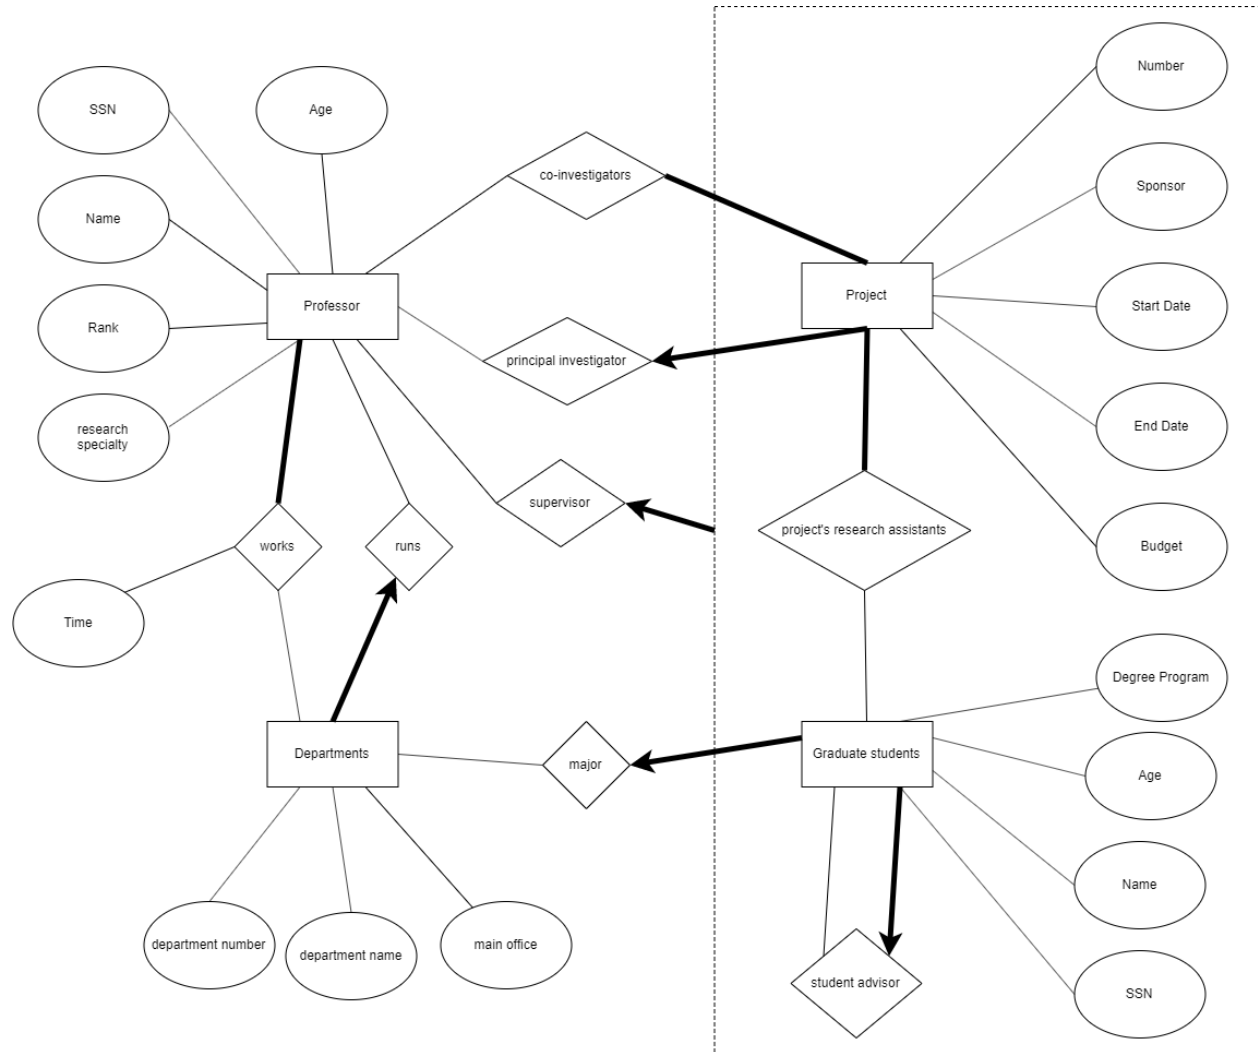 Number
SSN
Age
co-investigators
Sponsor
Name
Professor
Project
Start Date
Rank
principal investigator
research
specialty
End Date
supervisor
project's research assistants
works
runs
Budget
Time
Degree Program
Departments
major
Graduate students
Age
Name
department number
department name
main office
student advisor
SSN